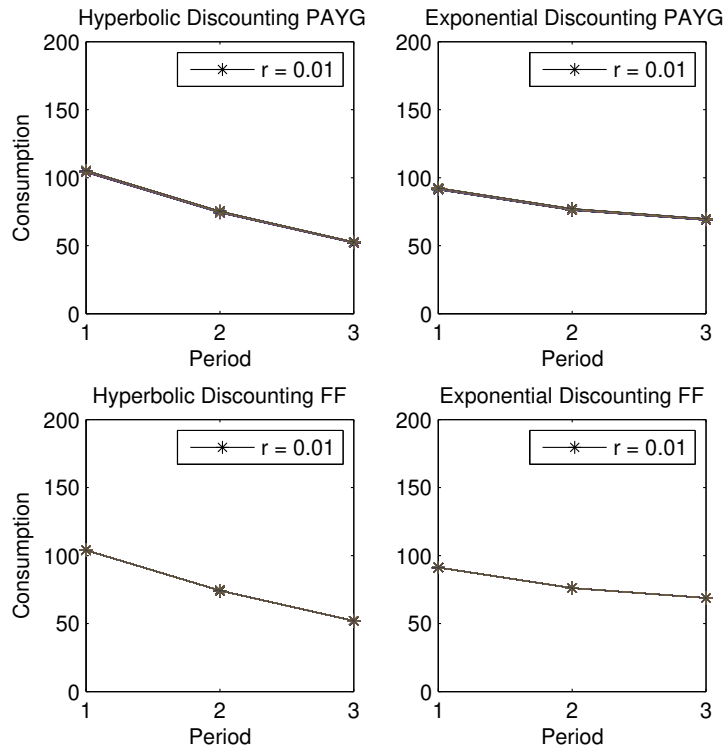 Hyperbolic Discounting PAYG
200
150
100
50
0
Consumption
r = 0.01
1 2 3
Period
Exponential Discounting PAYG
200
150
100
50
0
r = 0.01
1 2 3
Period
Hyperbolic Discounting FF
200
150
100
50
0
Consumption
r = 0.01
1 2 3
Period
Exponential Discounting FF
200
150
100
50
0
r = 0.01
1 2 3
Period